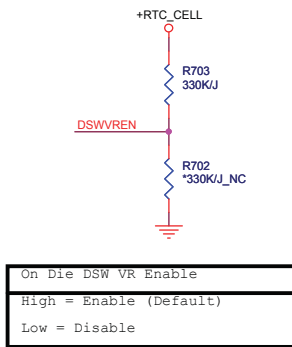 +RTC_CELL
R703
330K/J
DSWVREN
R702
*330K/J_NC
On Die DSW VR Enable
High = Enable (Default)
Low = Disable